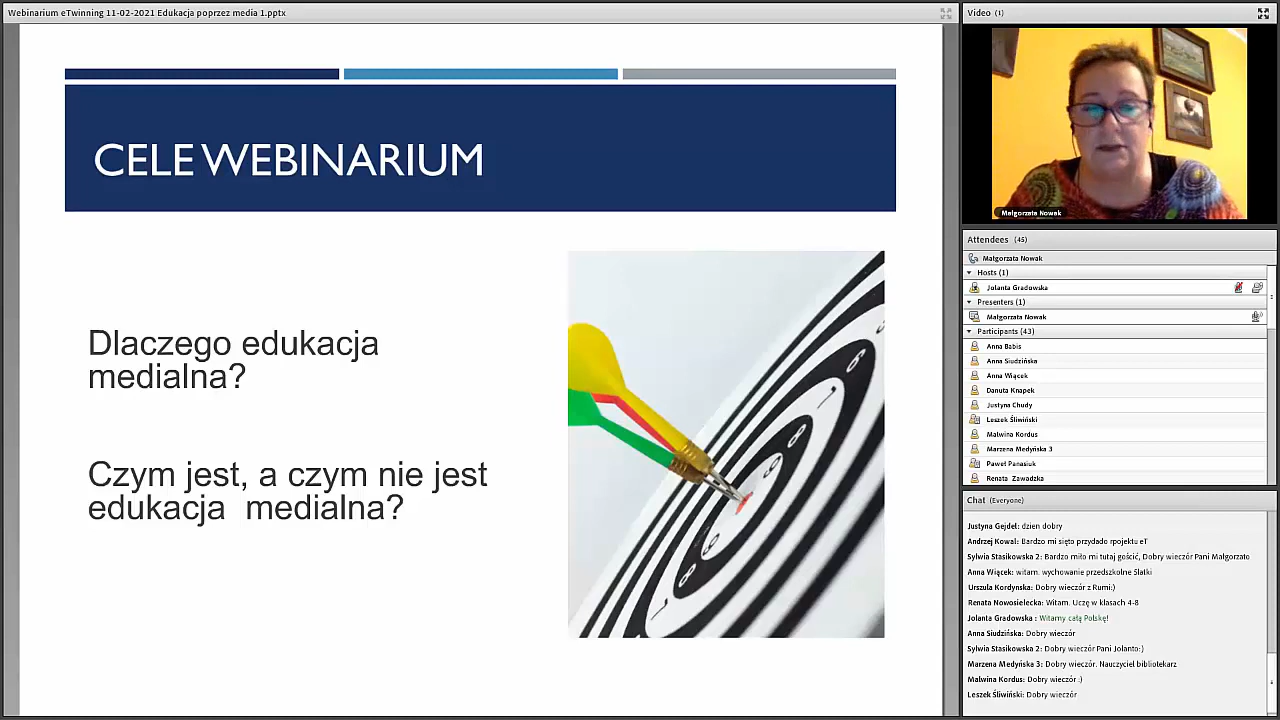 Webinarium eTwinning 11-02-2021 Edukacja poprzez media 1.pptx
CELE WEBINARIUM
Dlaczego edukacja
medialna?
Czym jest, a czym nie jest
edukacja medialna?
Video (1)
Małgorzata Nowak
Attendees (45)
Małgorzata Nowak
Hosts (1)
Jolanta Gradowska
Presenters (1)
Małgorzata Nowak
Participants (43)
Anna Babis
Anna Siudzińska
Anna Wiącek
Danuta Knapek
Justyna Chudy
Leszek Śliwiński
Malwina Kordus
Marzena Medyńska 3
Paweł Panasiuk
Renata Zawadzka
Chat (Everyone)
Justyna Gejdel: dzien dobry
Andrzej Kowal: Bardzo mi sięto przydało rpojektu eT
Sylwia Stasikowska 2: Bardzo miło mi tutaj gościć, Dobry wieczór Pani Małgorzato
Anna Wiącek: witam. wychowanie przedszkolne Ślatki
Urszula Kordynska: Dobry wieczór z Rumi:)
Renata Nowosielecka: Witam. Uczę w klasach 4-8
Jolanta Gradowska : Witamy całą Polskę!
Anna Siudzińska: Dobry wieczór
Sylwia Stasikowska 2: Dobry wieczór Pani Jolanto:)
Marzena Medyńska 3: Dobry wieczór. Nauczyciel bibliotekarz
Malwina Kordus: Dobry wieczór :)
Leszek Śliwiński: Dobry wieczór